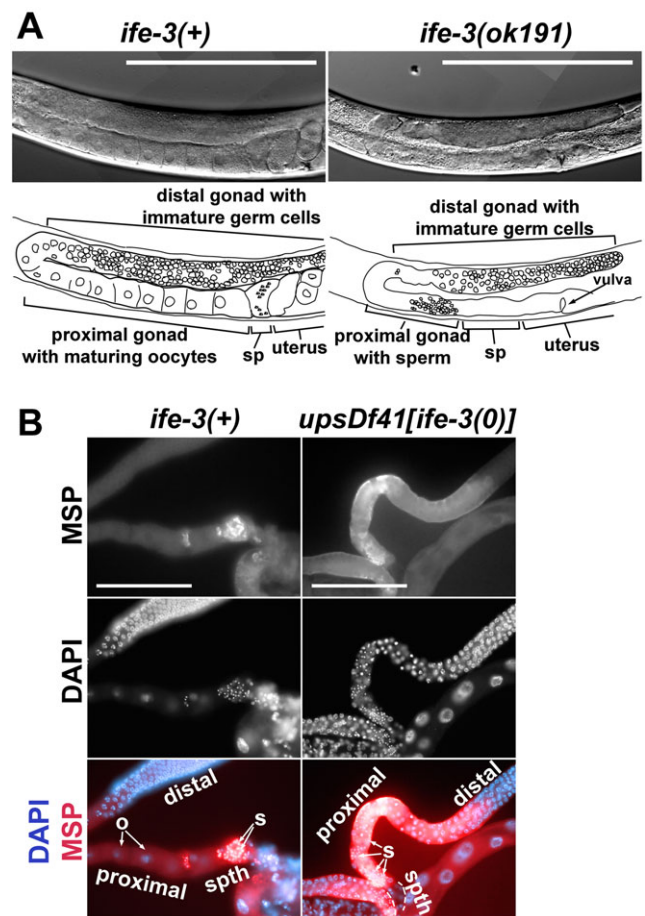 A
ife-3(+)
ife-3(ok191)
distal gonad with
immature germ cells
distal gonad with
immature germ cells
vulva
proximal gonad
with maturing oocytes
sp
uterus
proximal gonad
with sperm
sp
uterus
B
ife-3(+)
upsDf41[ife-3(0)]
MSP
DAPI
DAPI
MSP
distal
o
s
proximal
spth
proximal
distal
s
spth